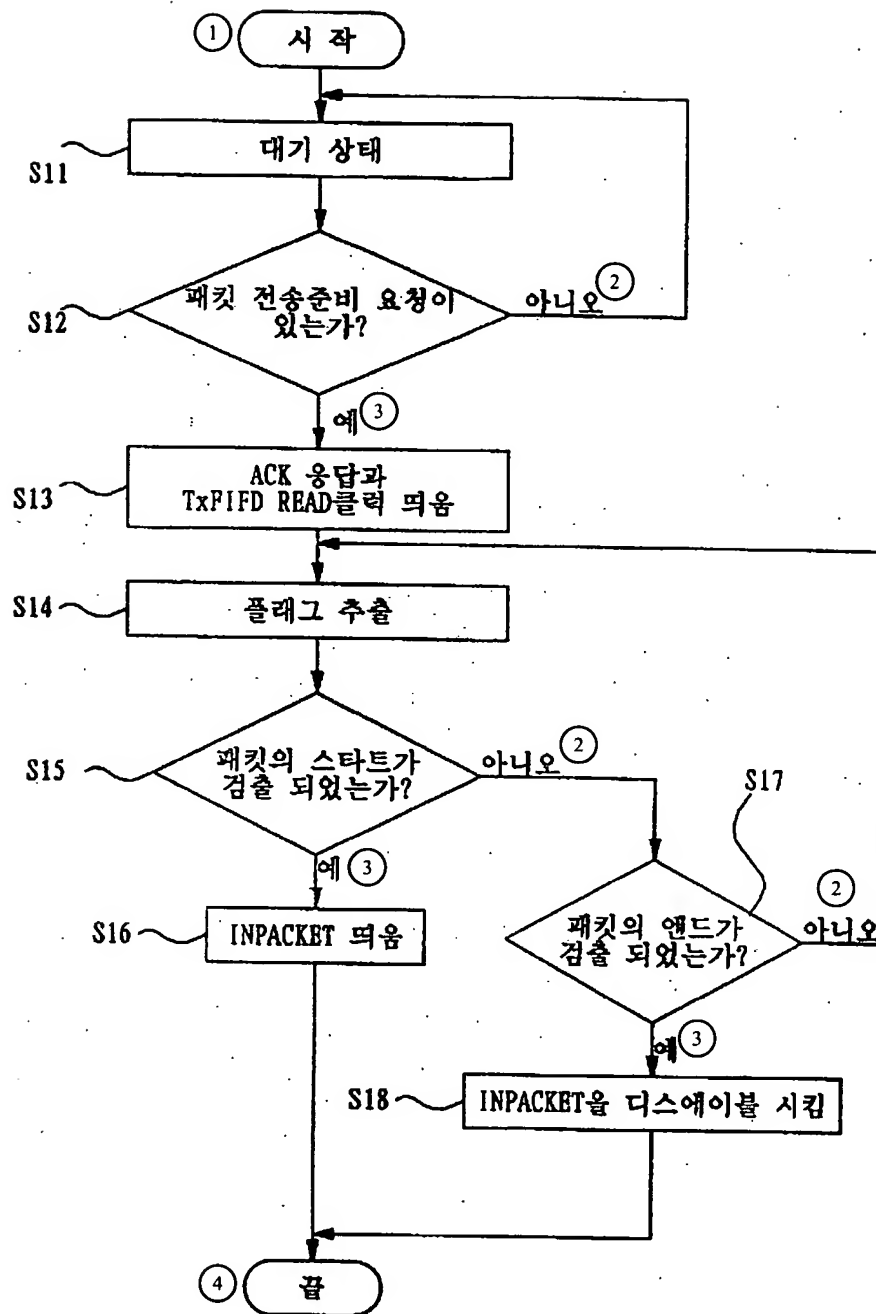 ① 시 작
S11 대기 상태
S12 패킷 전송준비 요청이
있는가?
아니오 ②
예 ③
S13 ACK 응답과
TxFIFD READ클럭 띄움
S14 플래그 추출
S15 패킷의 스타트가
검출 되었는가?
아니오 ②
예 ③
S16 INPACKET 띄움
S17
패킷의 앤드가
검출 되었는가?
② 아니오
예 ③
S18 INPACKET을 디스에이블 시킴
④ 끝